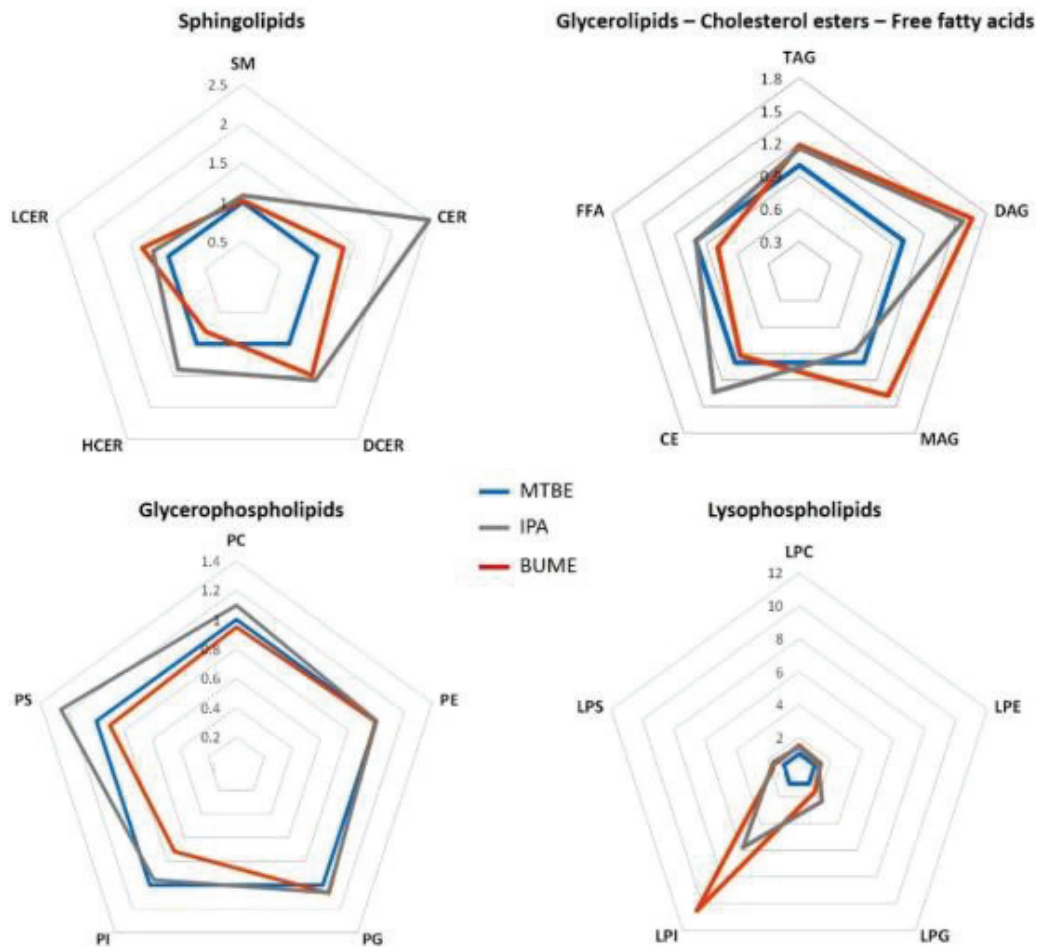 Sphingolipids
SM
2.5
2
1.5
1
0.5
CER
DCER
HCER
LCER
Glycerolipids – Cholesterol esters – Free fatty acids
TAG
1.8
1.5
1.2
0.9
0.6
0.3
DAG
MAG
CE
FFA
MTBE
IPA
BUME
Glycerophospholipids
PC
1.4
1.2
1
0.8
0.6
0.4
0.2
PE
PG
PI
PS
Lysophospholipids
LPC
12
10
8
6
4
2
LPE
LPG
LPI
LPS